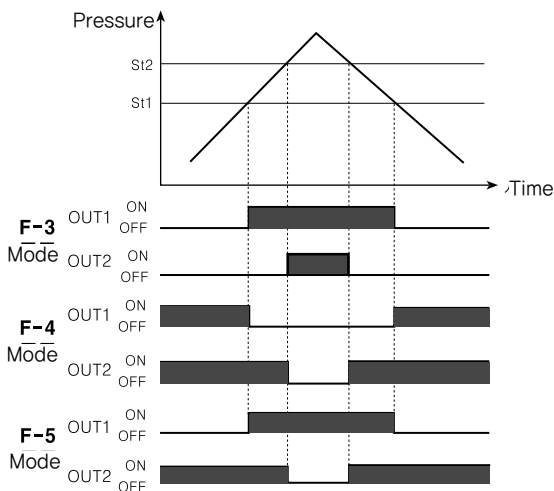 Pressure
St2
St1
Time
F-3 Mode
OUT1 ON OFF
OUT2 ON OFF
F-4 Mode
OUT1 ON OFF
OUT2 ON OFF
F-5 Mode
OUT1 ON OFF
OUT2 ON OFF